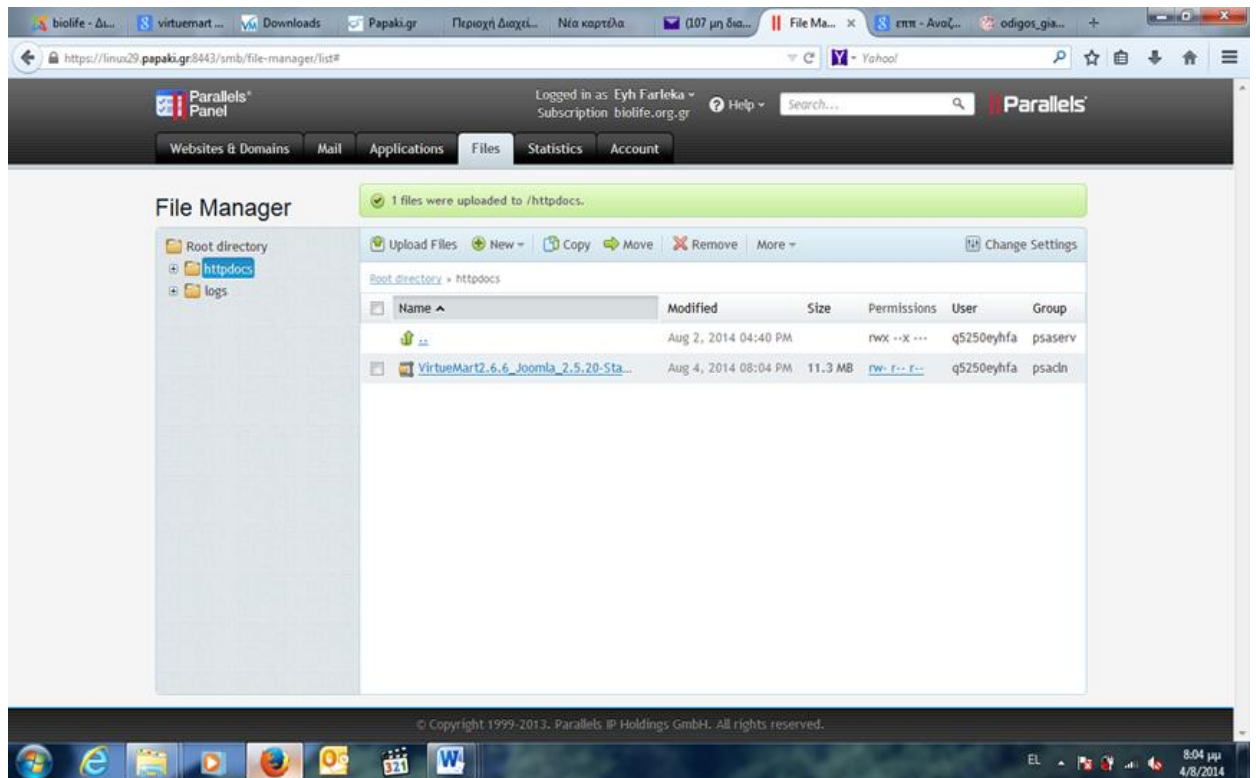 biolife - Δι...
virtuemart ...
Downloads
Papaki.gr
Περιοχή Διαχεί...
Νέα καρτέλα
(107 μη δια...
File Ma...
επιπ - Αναζ...
odigos_gia...
https://linux29.papaki.gr:8443/smb/file-manager/list#
Yahoo!
Parallels®
Panel
Logged in as Eyh Farleka
Subscription biolife.org.gr
Help
Search...
Parallels®
Websites & Domains Mail Applications Files Statistics Account
File Manager
1 files were uploaded to /httpdocs.
Root directory
httpdocs
logs
Upload Files New Copy Move Remove More Change Settings
Root directory » httpdocs
Name Modified Size Permissions User Group
.. Aug 2, 2014 04:40 PM rwx --x --- q5250eyhfa psaserv
VirtueMart2.6.6_Joomla_2.5.20-Sta... Aug 4, 2014 08:04 PM 11.3 MB rw- r-- r-- q5250eyhfa psacln
© Copyright 1999-2013. Parallels IP Holdings GmbH. All rights reserved.
321
EL
8:04 μμ
4/8/2014